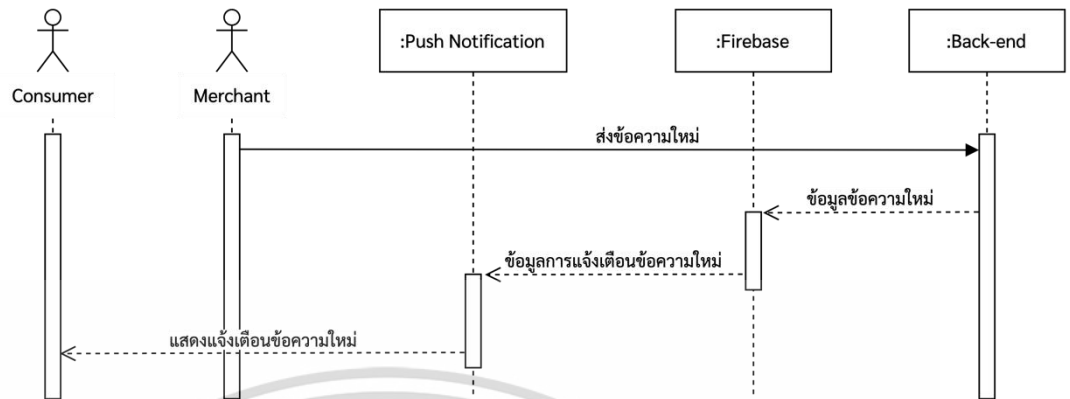 :Push Notification
:Firebase
:Back-end
Consumer
Merchant
ส่งข้อความใหม่
ข้อมูลข้อความใหม่
ข้อมูลการแจ้งเตือนข้อความใหม่
แสดงแจ้งเตือนข้อความใหม่